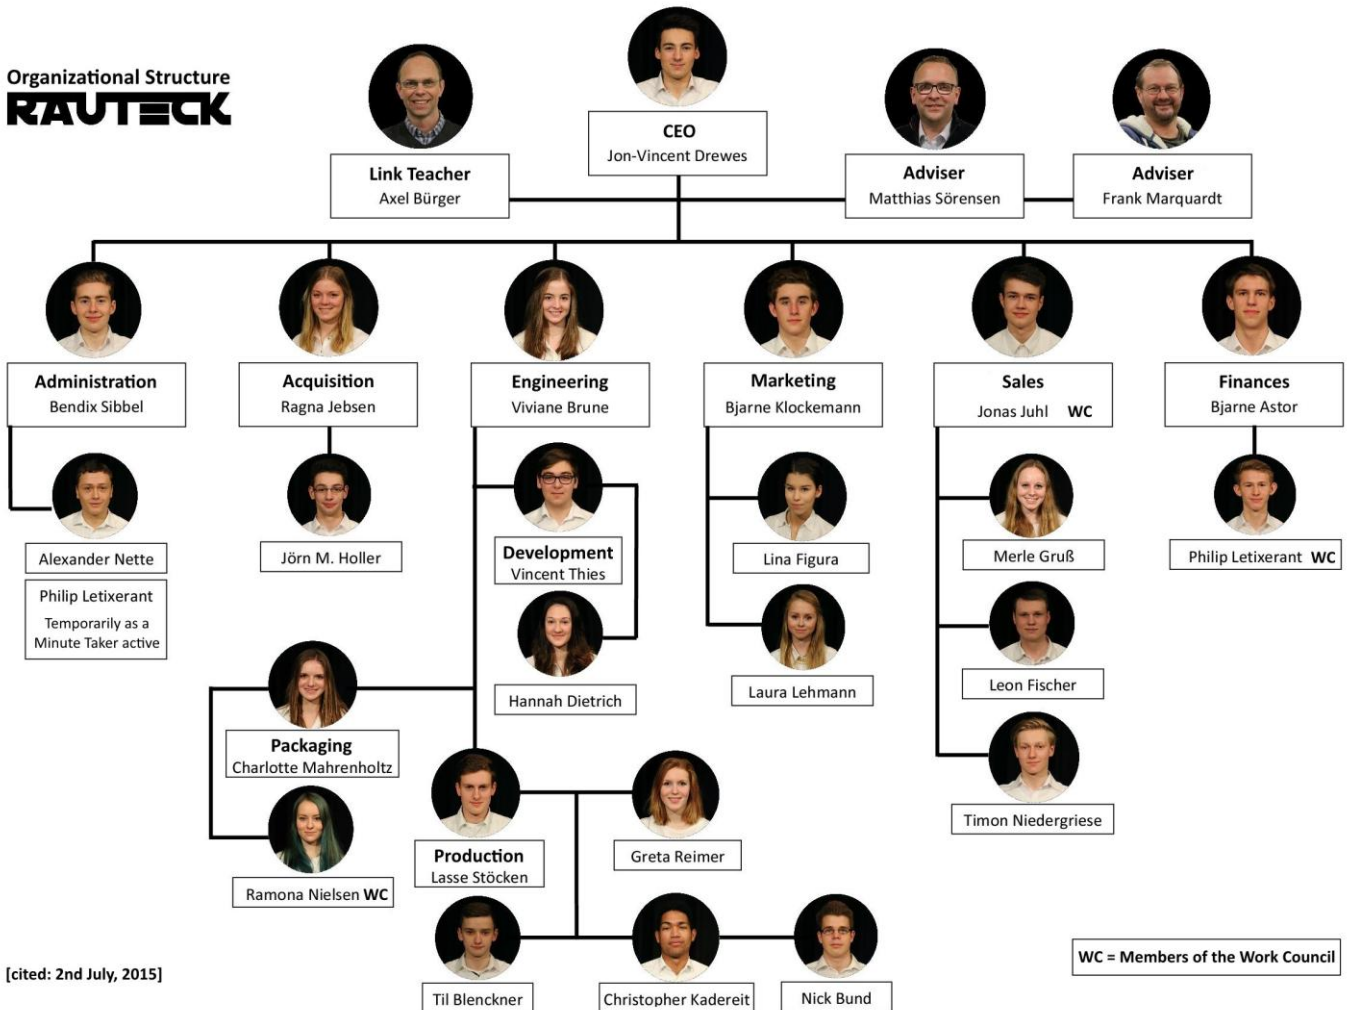 Organizational Structure
RAUTECK
CEO
Jon-Vincent Drewes
Link Teacher
Axel Bürger
Adviser
Matthias Sörensen
Adviser
Frank Marquardt
Administration
Bendix Sibbel
Acquisition
Ragna Jebsen
Engineering
Viviane Brune
Marketing
Bjarne Klockemann
Sales
Jonas Juhl WC
Finances
Bjarne Astor
Alexander Nette
Philip Letixerant
Temporarily as a
Minute Taker active
Jörn M. Holler
Development
Vincent Thies
Hannah Dietrich
Lina Figura
Laura Lehmann
Merle Gruß
Leon Fischer
Timon Niedergriese
Philip Letixerant WC
Packaging
Charlotte Mahrenholtz
Ramona Nielsen WC
Production
Lasse Stöcken
Greta Reimer
Til Blenckner
Christopher Kadereit
Nick Bund
[cited: 2nd July, 2015]
WC = Members of the Work Council